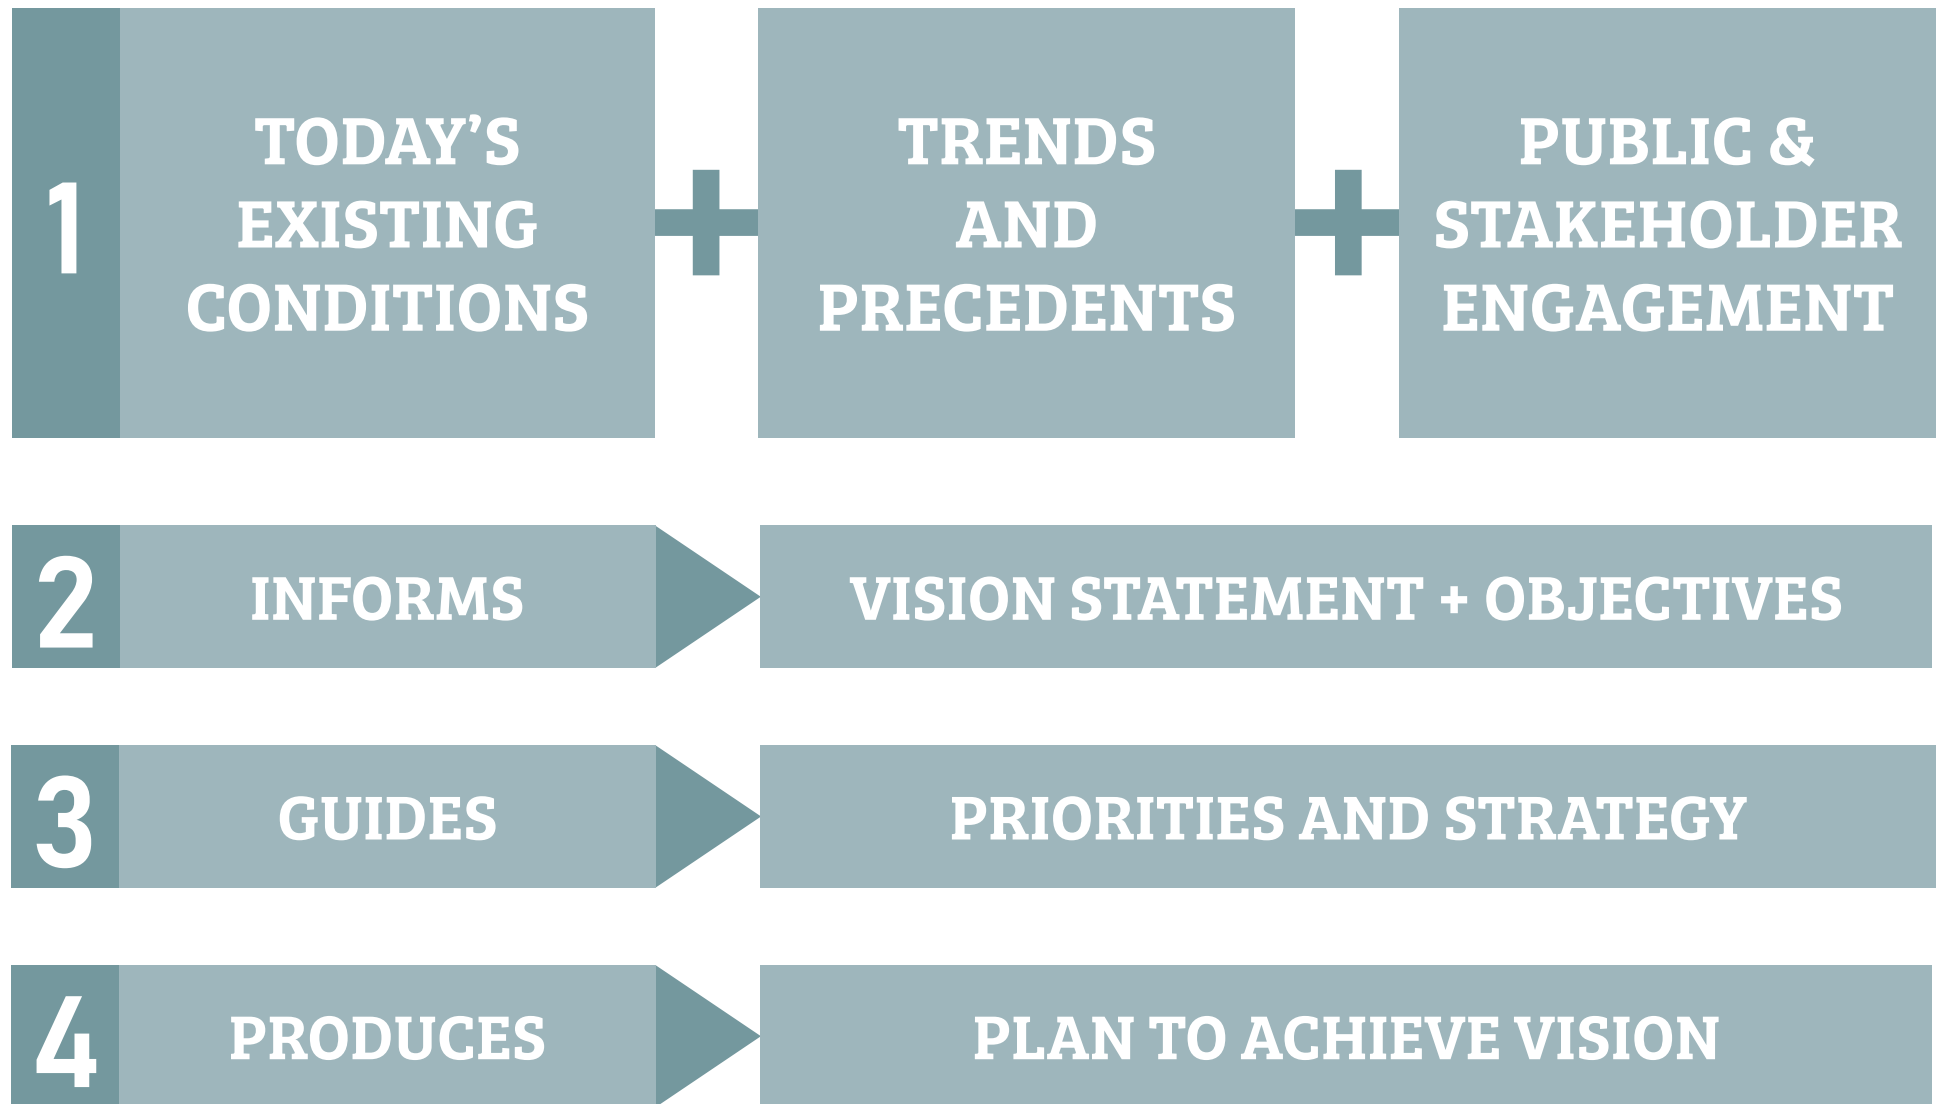 1
TODAY’S
EXISTING
CONDITIONS
+
TRENDS
AND
PRECEDENTS
+
PUBLIC &
STAKEHOLDER
ENGAGEMENT
2
INFORMS
VISION STATEMENT + OBJECTIVES
3
GUIDES
PRIORITIES AND STRATEGY
4
PRODUCES
PLAN TO ACHIEVE VISION